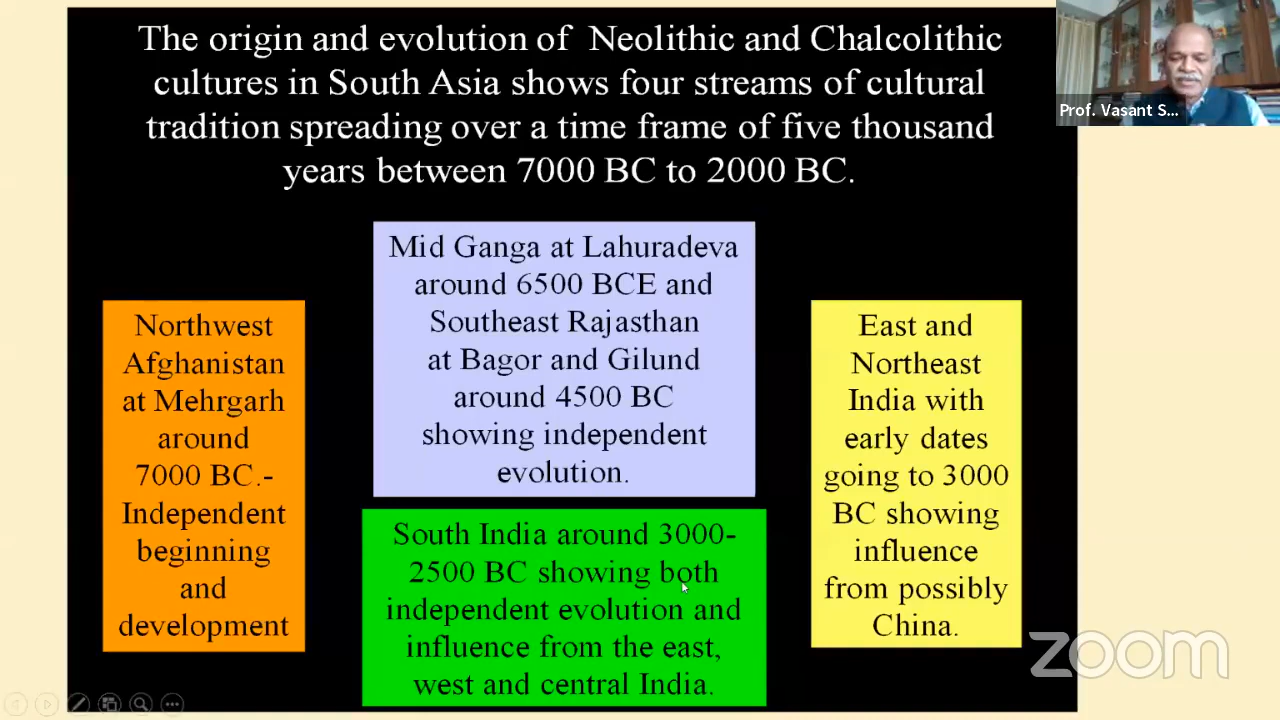 The origin and evolution of Neolithic and Chalcolithic
cultures in South Asia shows four streams of cultural
tradition spreading over a time frame of five thousand
years between 7000 BC to 2000 BC.
Prof. Vasant S...
Northwest
Afghanistan
at Mehrgarh
around
7000 BC.-
Independent
beginning
and
development
Mid Ganga at Lahuradeva
around 6500 BCE and
Southeast Rajasthan
at Bagor and Gilund
around 4500 BC
showing independent
evolution.
South India around 3000-
2500 BC showing both
independent evolution and
influence from the east,
west and central India.
East and
Northeast
India with
early dates
going to 3000
BC showing
influence
from possibly
China.
zoom